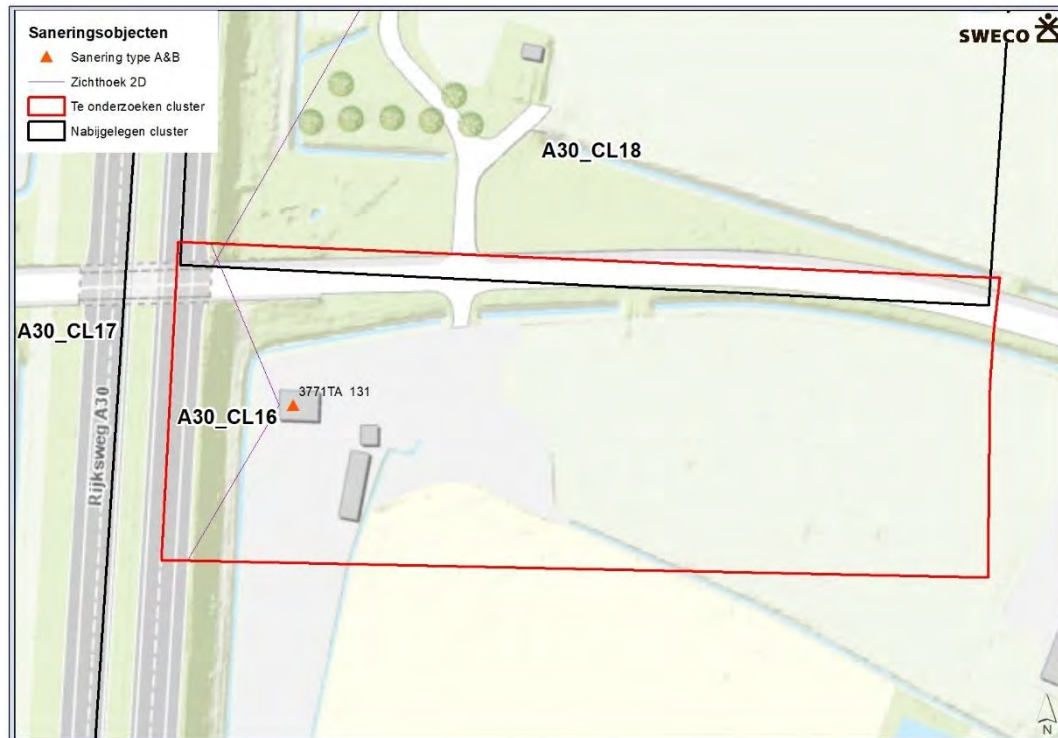 Saneringsobjecten
Sanering type A&B
Zichthoek 2D
Te onderzoeken cluster
Nabijgelegen cluster
SWECO
A30_CL18
A30_CL17
3771TA 131
A30_CL16
Rijksweg A30
N